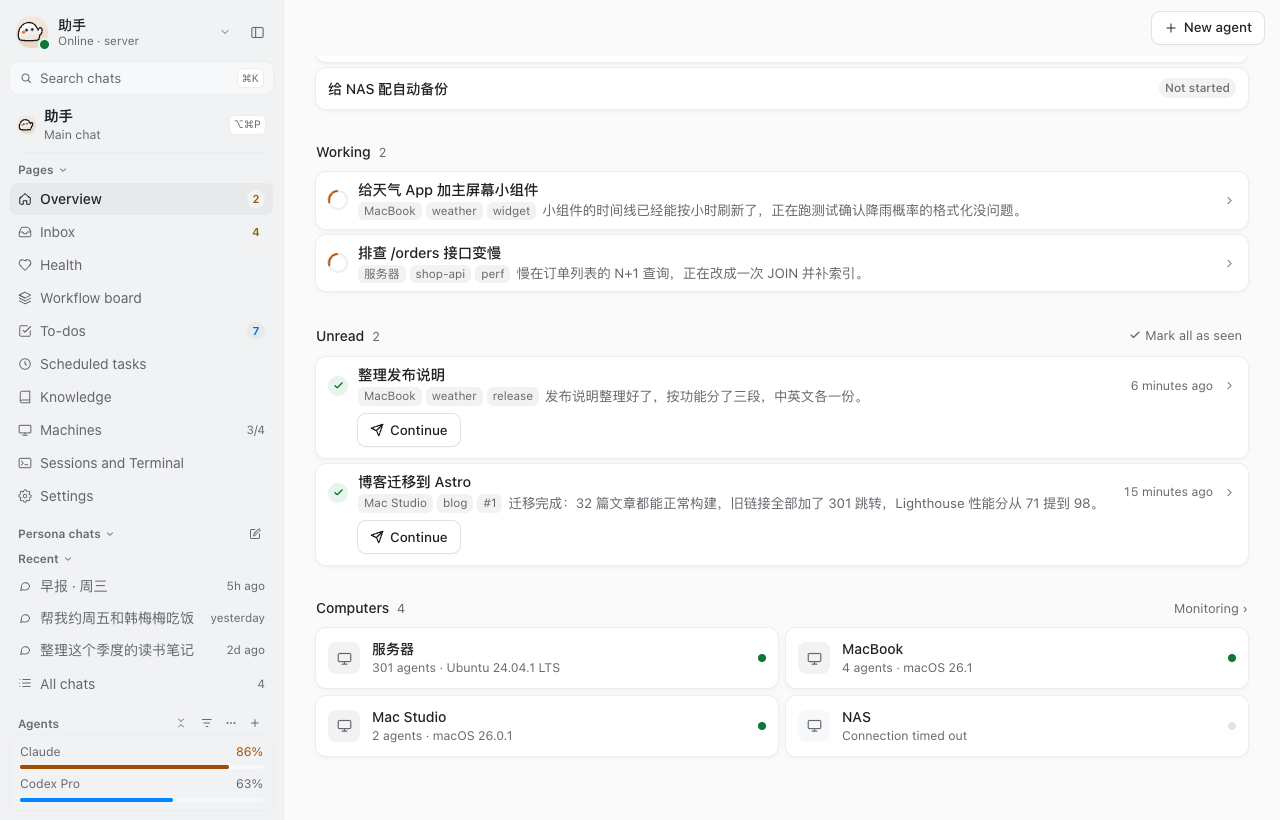 助手
Online · server
Search chats ⌘K
助手
Main chat ⌥⌘P
Pages
Overview 2
Inbox 4
Health
Workflow board
To-dos 7
Scheduled tasks
Knowledge
Machines 3/4
Sessions and Terminal
Settings
Persona chats
Recent
早报 · 周三 5h ago
帮我约周五和韩梅梅吃饭 yesterday
整理这个季度的读书笔记 2d ago
All chats 4
Agents
Claude 86%
Codex Pro 63%
New agent
给 NAS 配自动备份 Not started
Working 2
给天气 App 加主屏幕小组件
MacBook weather widget 小组件的时间线已经能按小时刷新了，正在跑测试确认降雨概率的格式化没问题。
排查 /orders 接口变慢
服务器 shop-api perf 慢在订单列表的 N+1 查询，正在改成一次 JOIN 并补索引。
Unread 2 Mark all as seen
整理发布说明
MacBook weather release 发布说明整理好了，按功能分了三段，中英文各一份。 6 minutes ago
Continue
博客迁移到 Astro
Mac Studio blog #1 迁移完成：32 篇文章都能正常构建，旧链接全部加了 301 跳转，Lighthouse 性能分从 71 提到 98。 15 minutes ago
Continue
Computers 4 Monitoring ›
服务器
301 agents · Ubuntu 24.04.1 LTS
MacBook
4 agents · macOS 26.1
Mac Studio
2 agents · macOS 26.0.1
NAS
Connection timed out